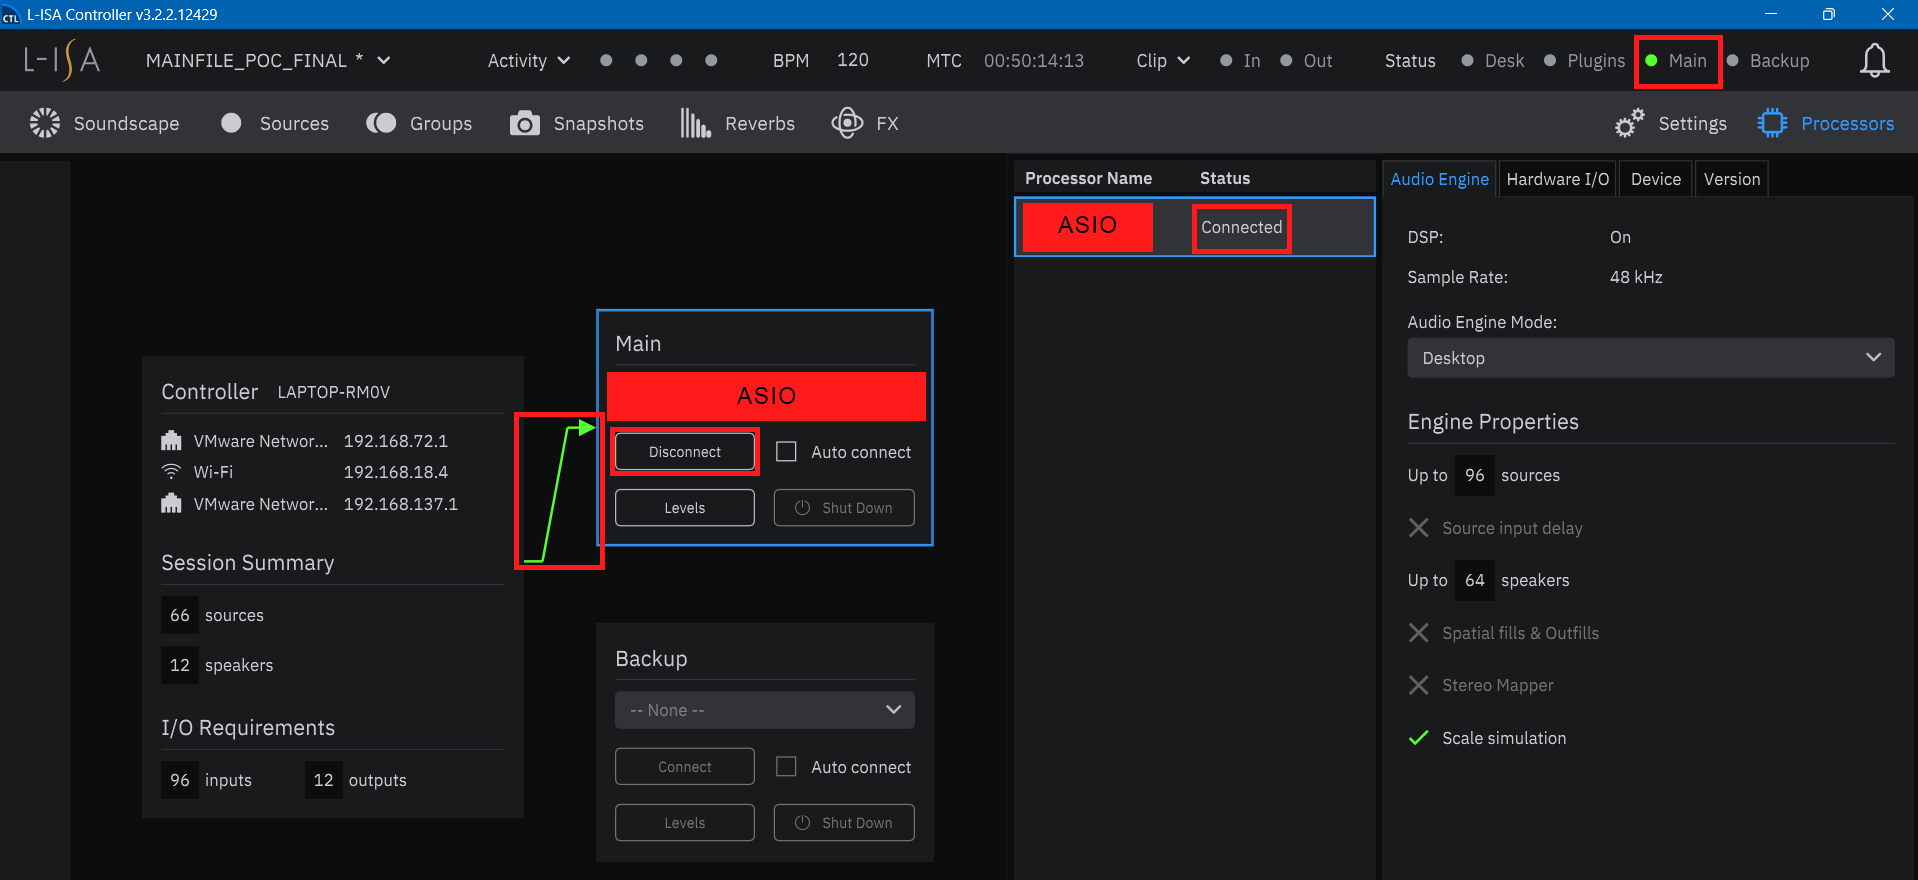 CTL L-ISA Controller v3.2.2.12429
L-ISA MAINFILE_POC_FINAL * Activity BPM 120 MTC 00:50:14:13 Clip In Out Status Desk Plugins Main Backup
Soundscape Sources Groups Snapshots Reverbs FX Settings Processors
Processor Name Status
ASIO Connected
Audio Engine Hardware I/O Device Version
DSP: On
Sample Rate: 48 kHz
Audio Engine Mode:
Desktop
Engine Properties
Up to 96 sources
Source input delay
Up to 64 speakers
Spatial fills & Outfills
Stereo Mapper
Scale simulation
Main
ASIO
Disconnect Auto connect
Levels Shut Down
Controller LAPTOP-RM0V
VMware Networ... 192.168.72.1
Wi-Fi 192.168.18.4
VMware Networ... 192.168.137.1
Session Summary
66 sources
12 speakers
I/O Requirements
96 inputs 12 outputs
Backup
-- None --
Connect Auto connect
Levels Shut Down